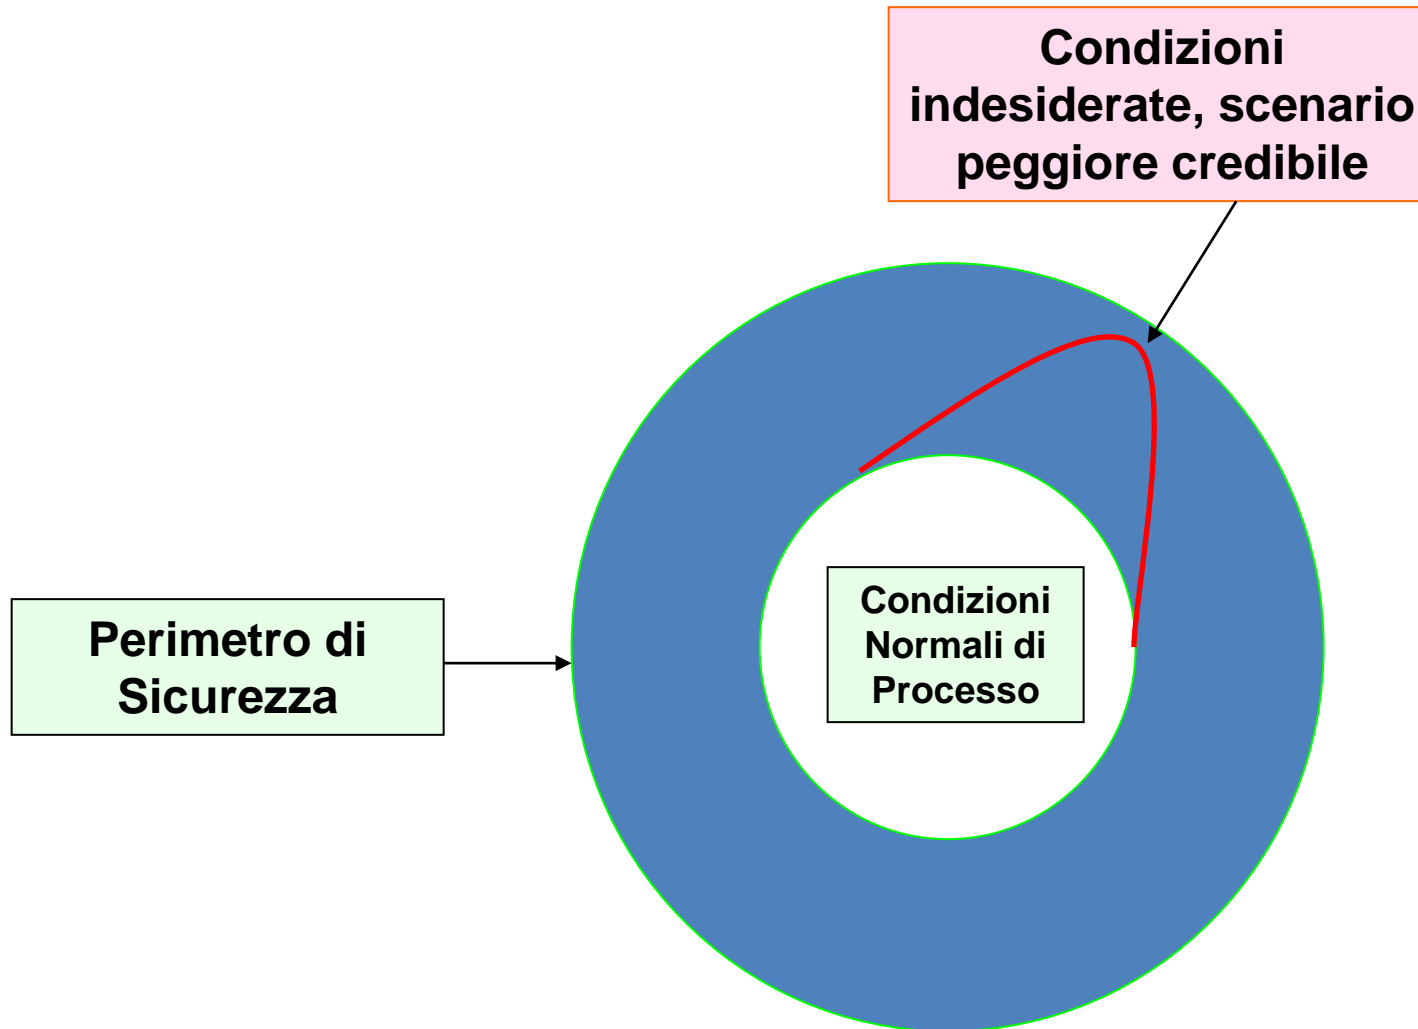 Condizioni
indesiderate, scenario
peggiore credibile
Perimetro di
Sicurezza
Condizioni
Normali di
Processo